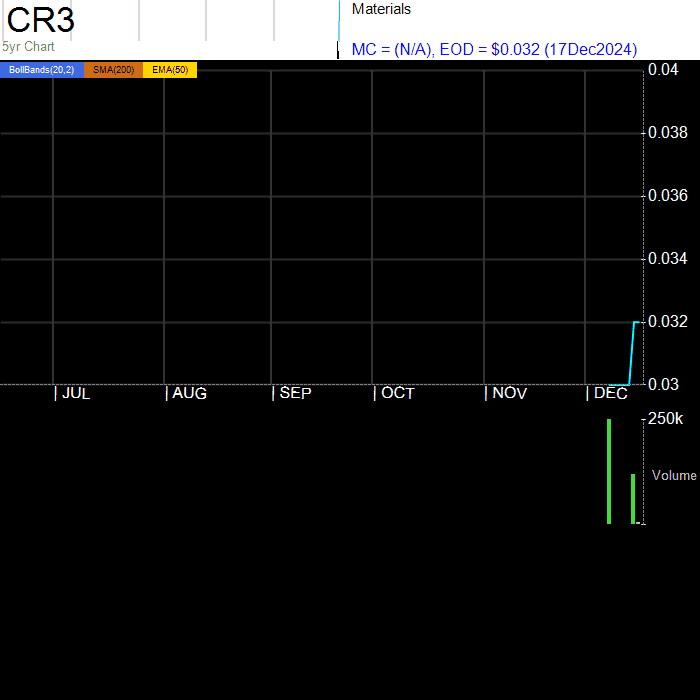 CR3
Materials
5yr Chart
MC = (N/A), EOD = $0.032 (17Dec2024)
BollBands(20,2) SMA(200) EMA(50)
0.04
0.038
0.036
0.034
0.032
0.03
| JUL | AUG | SEP | OCT | NOV | DEC
250k
Volume